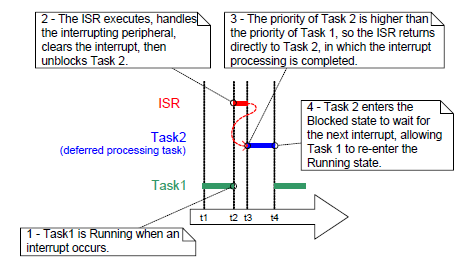 2 - The ISR executes, handles
the interrupting peripheral,
clears the interrupt, then
unblocks Task 2.
3 - The priority of Task 2 is higher than
the priority of Task 1, so the ISR returns
directly to Task 2, in which the interrupt
processing is completed.
ISR
Task2
(deferred processing task)
4 - Task 2 enters the
Blocked state to wait for
the next interrupt, allowing
Task 1 to re-enter the
Running state.
Task1
t1 t2 t3 t4
1 - Task1 is Running when an
interrupt occurs.